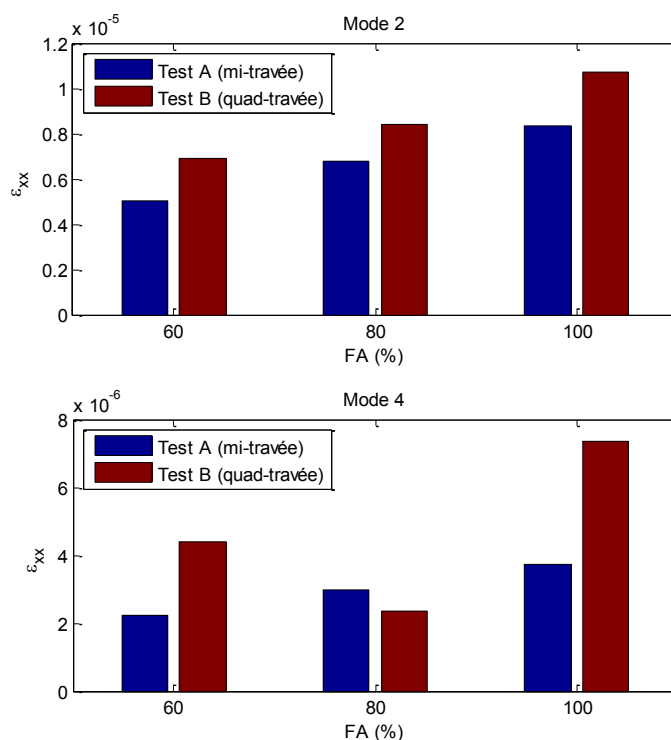 x 10⁻⁵
Mode 2
1.2
1
0.8
0.6
0.4
0.2
0
εxx
Test A (mi-travée)
Test B (quad-travée)
60
80
100
FA (%)
x 10⁻⁶
Mode 4
8
6
4
2
0
εxx
Test A (mi-travée)
Test B (quad-travée)
60
80
100
FA (%)